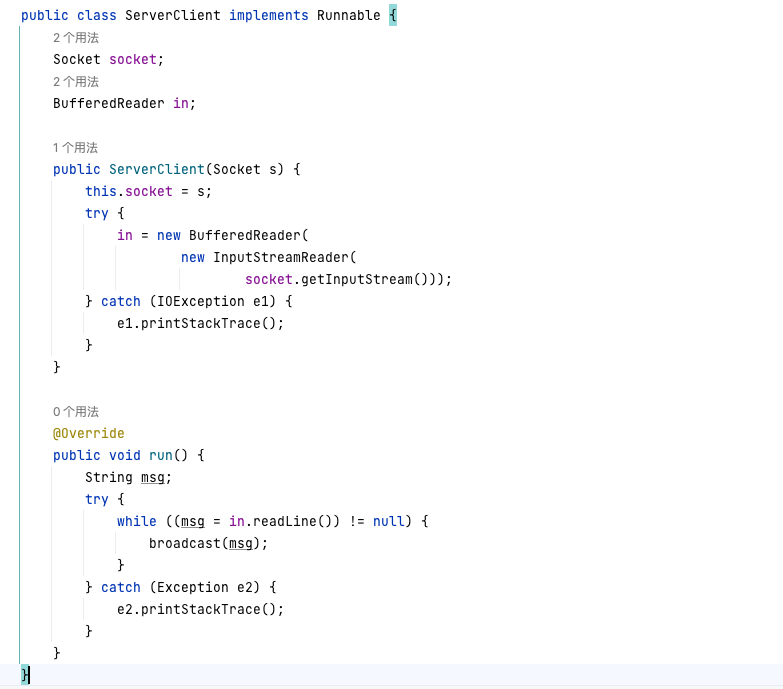 public class ServerClient implements Runnable {
2 个用法
Socket socket;
2 个用法
BufferedReader in;
1 个用法
public ServerClient(Socket s) {
this.socket = s;
try {
in = new BufferedReader(
new InputStreamReader(
socket.getInputStream()));
} catch (IOException e1) {
e1.printStackTrace();
}
}
0 个用法
@Override
public void run() {
String msg;
try {
while ((msg = in.readLine()) != null) {
broadcast(msg);
}
} catch (Exception e2) {
e2.printStackTrace();
}
}
}